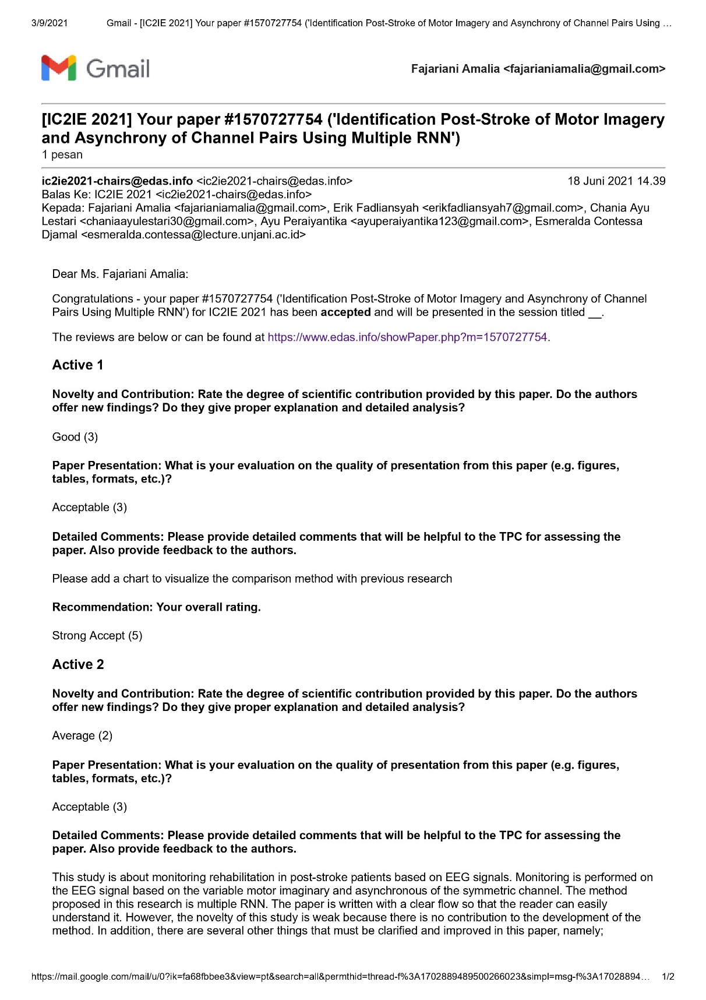 3/9/2021
Gmail - [IC2IE 2021] Your paper #1570727754 ('Identification Post-Stroke of Motor Imagery and Asynchrony of Channel Pairs Using …
Gmail
Fajariani Amalia <fajarianiamalia@gmail.com>
[IC2IE 2021] Your paper #1570727754 ('Identification Post-Stroke of Motor Imagery
and Asynchrony of Channel Pairs Using Multiple RNN')
1 pesan
ic2ie2021-chairs@edas.info <ic2ie2021-chairs@edas.info>
18 Juni 2021 14.39
Balas Ke: IC2IE 2021 <ic2ie2021-chairs@edas.info>
Kepada: Fajariani Amalia <fajarianiamalia@gmail.com>, Erik Fadliansyah <erikfadliansyah7@gmail.com>, Chania Ayu
Lestari <chaniaayulestari30@gmail.com>, Ayu Peraiyantika <ayuperaiyantika123@gmail.com>, Esmeralda Contessa
Djamal <esmeralda.contessa@lecture.unjani.ac.id>
Dear Ms. Fajariani Amalia:
Congratulations - your paper #1570727754 ('Identification Post-Stroke of Motor Imagery and Asynchrony of Channel
Pairs Using Multiple RNN') for IC2IE 2021 has been accepted and will be presented in the session titled __.
The reviews are below or can be found at https://www.edas.info/showPaper.php?m=1570727754.
Active 1
Novelty and Contribution: Rate the degree of scientific contribution provided by this paper. Do the authors
offer new findings? Do they give proper explanation and detailed analysis?
Good (3)
Paper Presentation: What is your evaluation on the quality of presentation from this paper (e.g. figures,
tables, formats, etc.)?
Acceptable (3)
Detailed Comments: Please provide detailed comments that will be helpful to the TPC for assessing the
paper. Also provide feedback to the authors.
Please add a chart to visualize the comparison method with previous research
Recommendation: Your overall rating.
Strong Accept (5)
Active 2
Novelty and Contribution: Rate the degree of scientific contribution provided by this paper. Do the authors
offer new findings? Do they give proper explanation and detailed analysis?
Average (2)
Paper Presentation: What is your evaluation on the quality of presentation from this paper (e.g. figures,
tables, formats, etc.)?
Acceptable (3)
Detailed Comments: Please provide detailed comments that will be helpful to the TPC for assessing the
paper. Also provide feedback to the authors.
This study is about monitoring rehabilitation in post-stroke patients based on EEG signals. Monitoring is performed on
the EEG signal based on the variable motor imaginary and asynchronous of the symmetric channel. The method
proposed in this research is multiple RNN. The paper is written with a clear flow so that the reader can easily
understand it. However, the novelty of this study is weak because there is no contribution to the development of the
method. In addition, there are several other things that must be clarified and improved in this paper, namely;
https://mail.google.com/mail/u/0?ik=fa68fbbee3&view=pt&search=all&permthid=thread-f%3A1702889489500266023&simpl=msg-f%3A17028894…
1/2